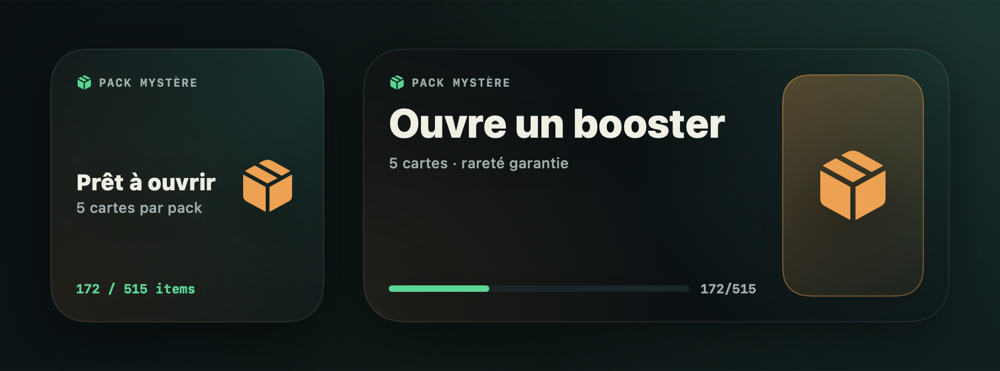 PACK MYSTÈRE
Prêt à ouvrir
5 cartes par pack
172 / 515 items
PACK MYSTÈRE
Ouvre un booster
5 cartes · rareté garantie
172/515